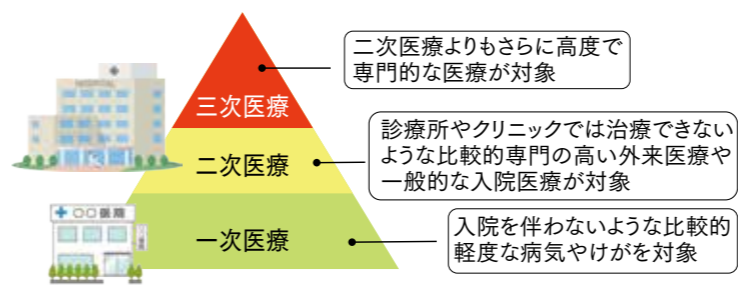 二次医療よりもさらに高度で
専門的な医療が対象
HOSPITAL
三次医療
診療所やクリニックでは治療できない
ような比較的専門の高い外来医療や
一般的な入院医療が対象
二次医療
〇〇医院
入院を伴わないような比較的
軽度な病気やけがを対象
一次医療